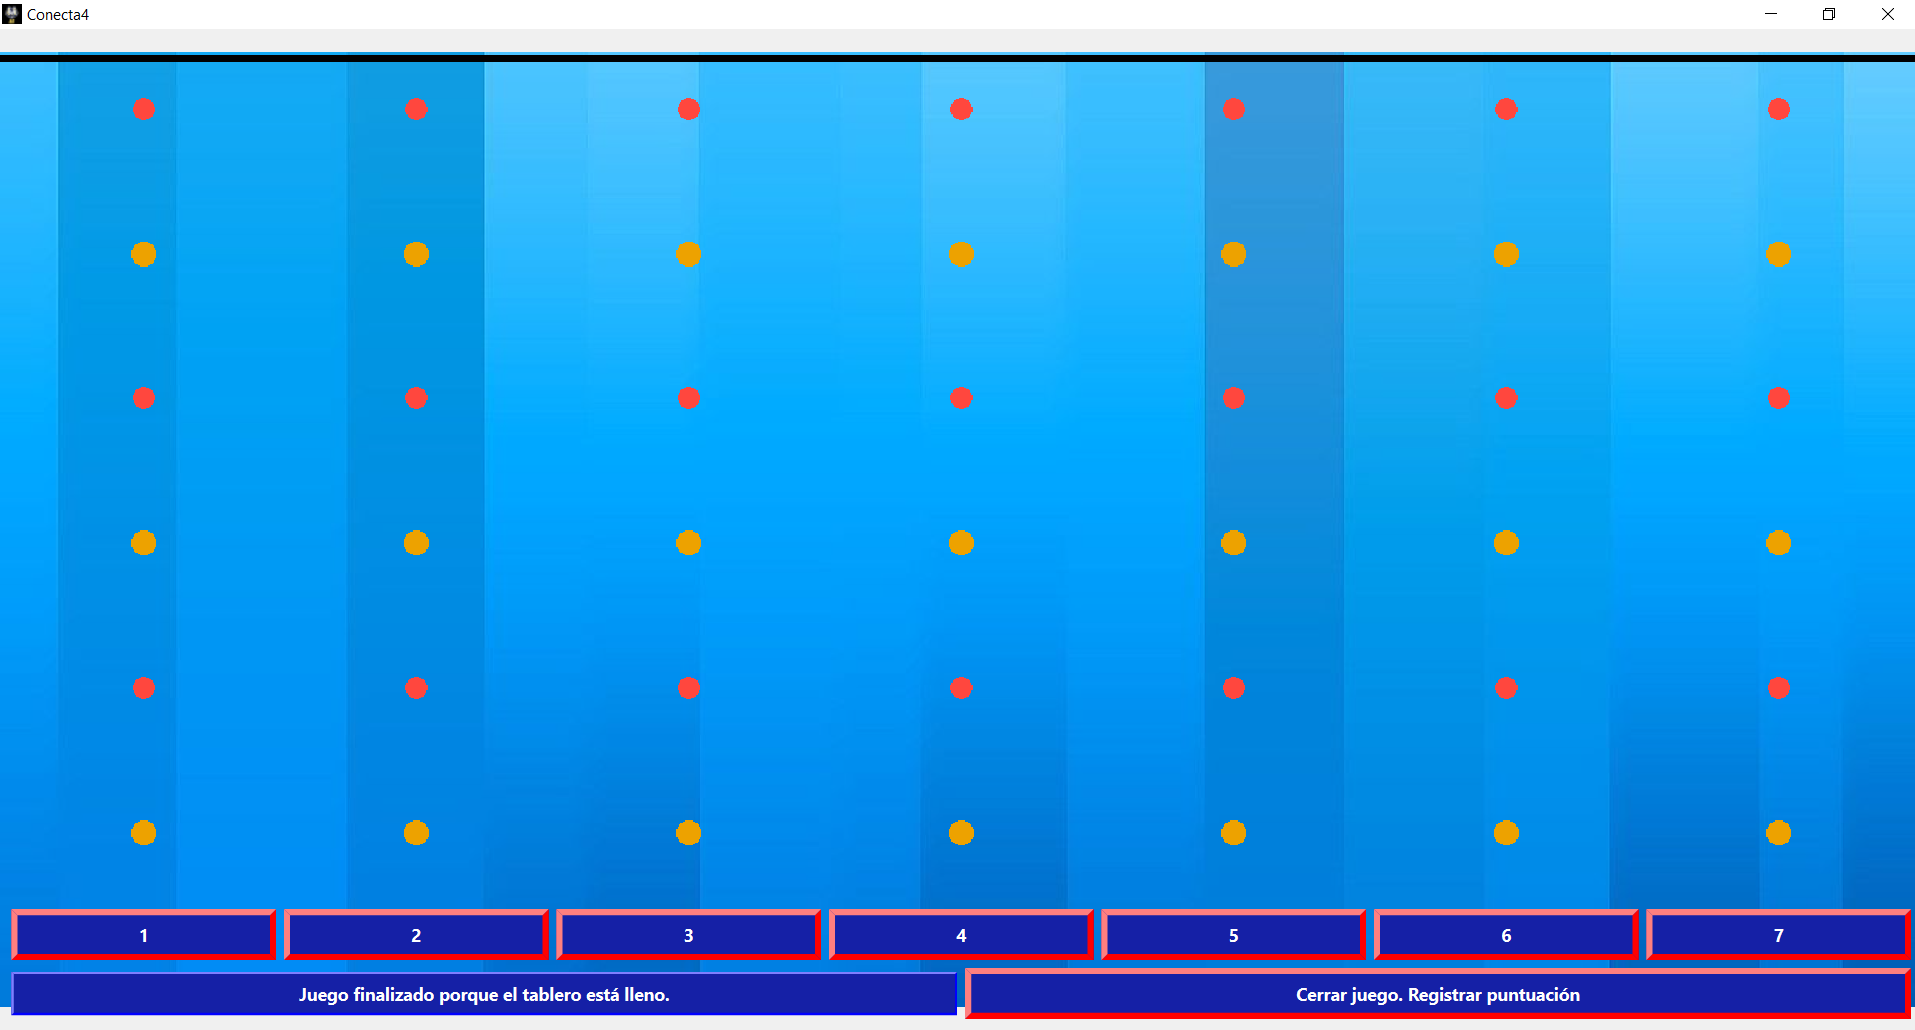 Conecta4
1 2 3 4 5 6 7
Juego finalizado porque el tablero está lleno. Cerrar juego. Registrar puntuación